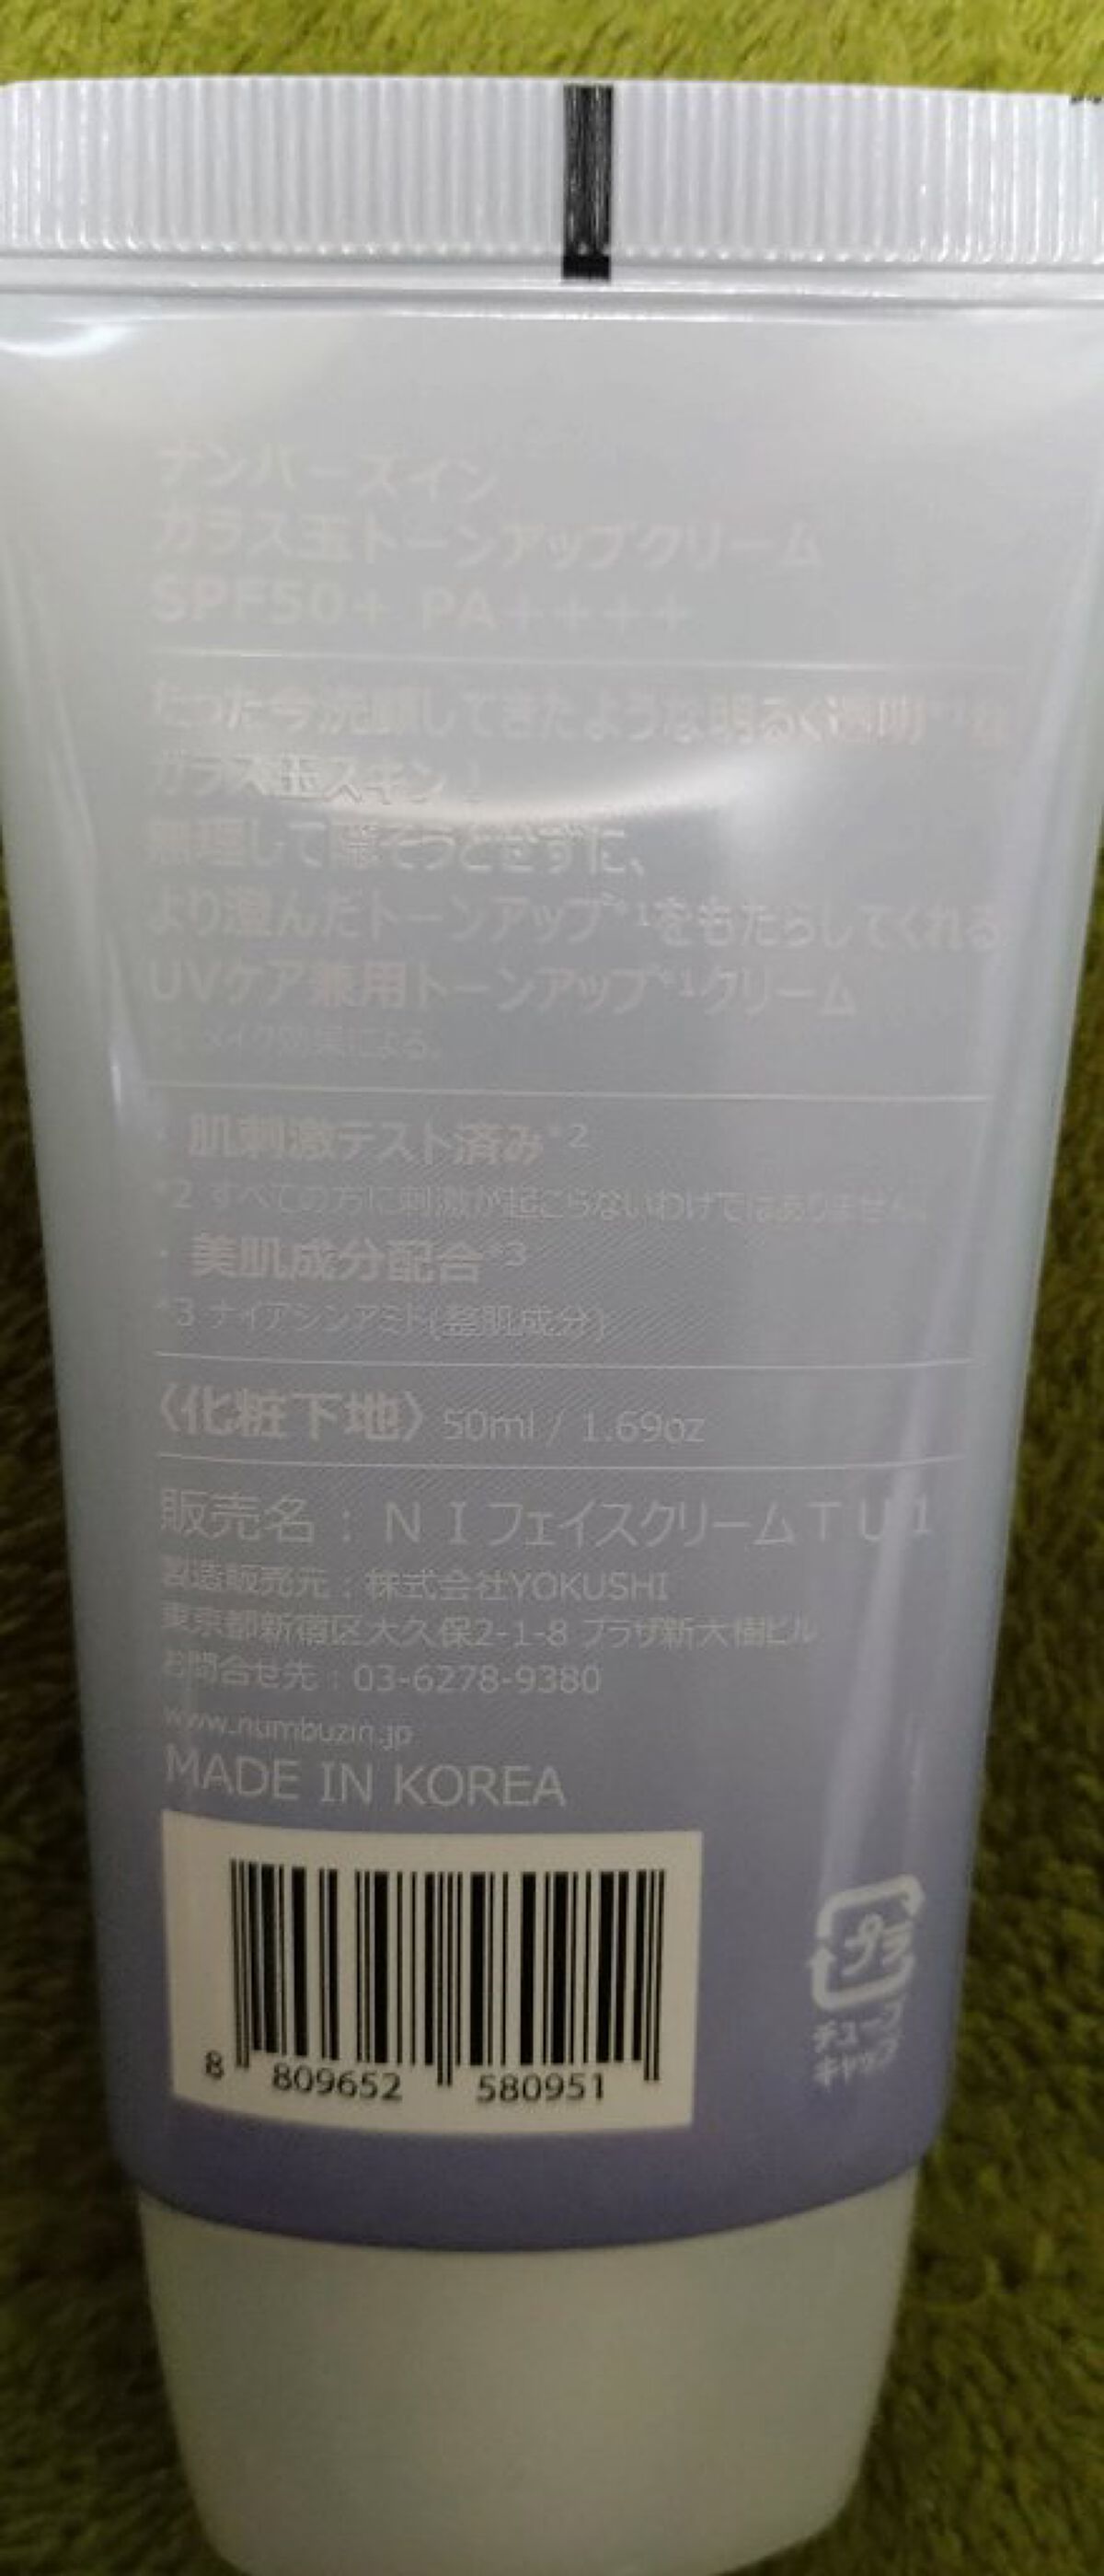 ナンバーズイン
ガラス玉トーンアップクリーム
SPF50+ PA++++
たった今洗顔してきたような明るく透明*¹な
ガラス玉スキン！
無理して隠そうとせずに、
より澄んだトーンアップ*¹をもたらしてくれる
UVケア兼用トーンアップ*¹クリーム
メイク効果による。
・肌刺激テスト済み*2
*2 すべての方に刺激が起こらないわけではありません。
・美肌成分配合*3
*3 ナイアシンアミド(整肌成分)
〈化粧下地〉50ml / 1.69oz
販売名：ＮＩフェイスクリームＴＵ1
製造販売元：株式会社YOKUSHI
東京都新宿区大久保2-1-8 プラザ新大樹ビル
お問合せ先：03-6278-9380
www.numbuzin.jp
MADE IN KOREA
8 809652 580951
プラ
チューブ
キャップ